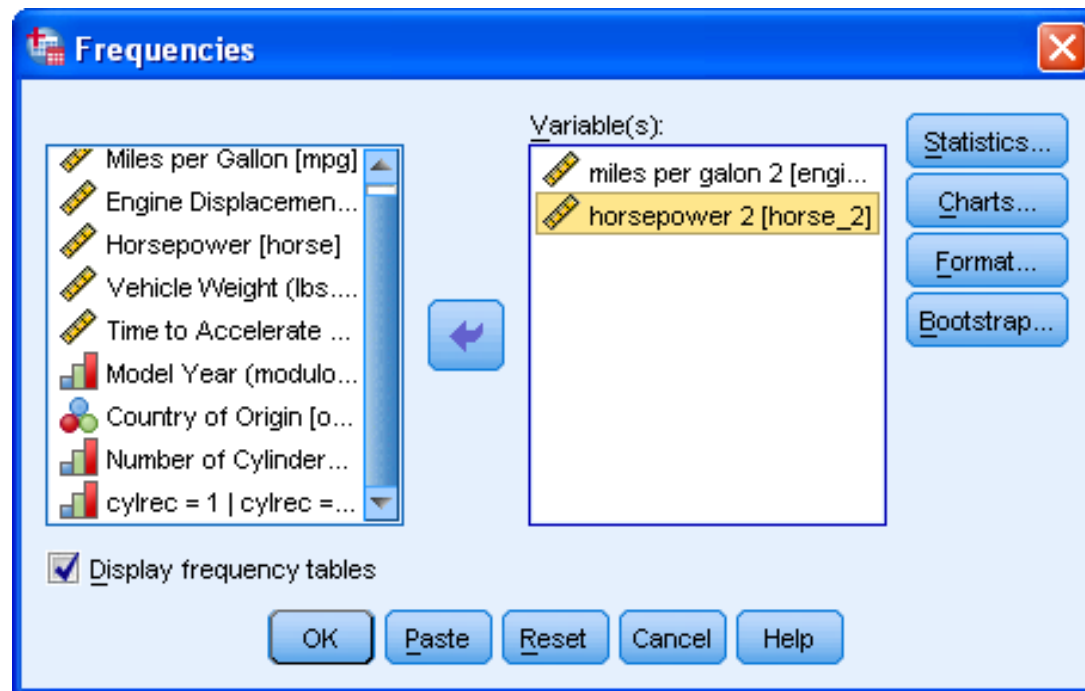 Frequencies
Miles per Gallon [mpg]
Engine Displacemen...
Horsepower [horse]
Vehicle Weight (lbs....
Time to Accelerate ...
Model Year (modulo...
Country of Origin [o...
Number of Cylinder...
cylrec = 1 | cylrec =...
Variable(s):
miles per galon 2 [engi...
horsepower 2 [horse_2]
Statistics...
Charts...
Format...
Bootstrap...
Display frequency tables
OK
Paste
Reset
Cancel
Help